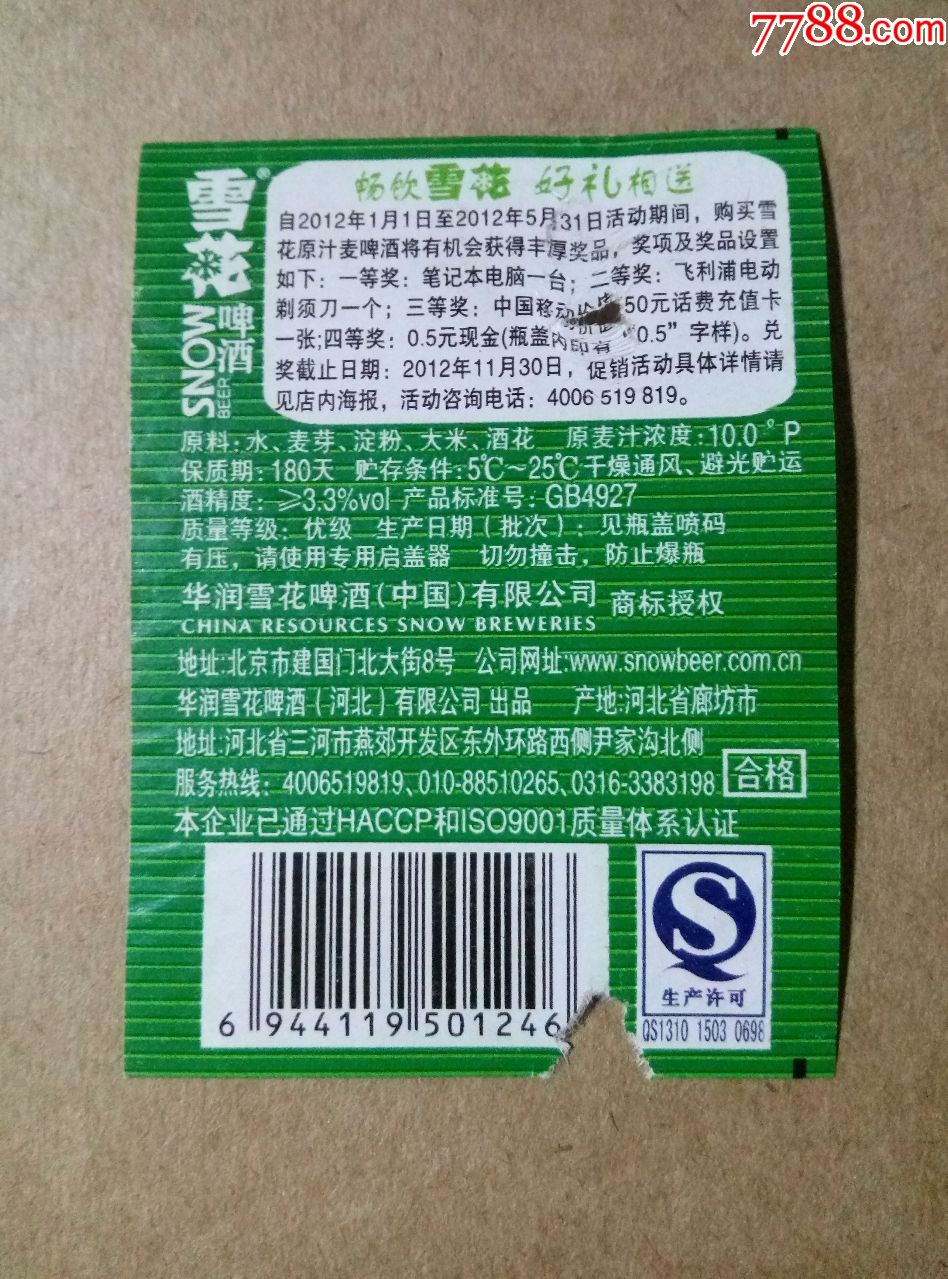 7788.com
雪花®
SNOW
啤酒
BEER
畅饮雪花 好礼相送
自2012年1月1日至2012年5月31日活动期间，购买雪
花原汁麦啤酒将有机会获得丰厚奖品，奖项及奖品设置
如下：一等奖：笔记本电脑一台；二等奖：飞利浦电动
剃须刀一个；三等奖：中国移动 50元话费充值卡
一张;四等奖：0.5元现金(瓶盖内印有“0.5”字样)。兑
奖截止日期：2012年11月30日，促销活动具体详情请
见店内海报，活动咨询电话：4006 519 819。
原料:水、麦芽、淀粉、大米、酒花 原麦汁浓度:10.0°P
保质期:180天 贮存条件:5℃～25℃干燥通风、避光贮运
酒精度：≥3.3%vol 产品标准号：GB4927
质量等级：优级 生产日期（批次）：见瓶盖喷码
有压，请使用专用启盖器 切勿撞击，防止爆瓶
华润雪花啤酒（中国）有限公司 商标授权
CHINA RESOURCES SNOW BREWERIES
地址:北京市建国门北大街8号 公司网址:www.snowbeer.com.cn
华润雪花啤酒（河北）有限公司 出品 产地:河北省廊坊市
地址:河北省三河市燕郊开发区东外环路西侧尹家沟北侧
服务热线：4006519819、010-88510265、0316-3383198
合格
本企业已通过HACCP和ISO9001质量体系认证
6 944119 501246
生产许可
QS1310 1503 0698